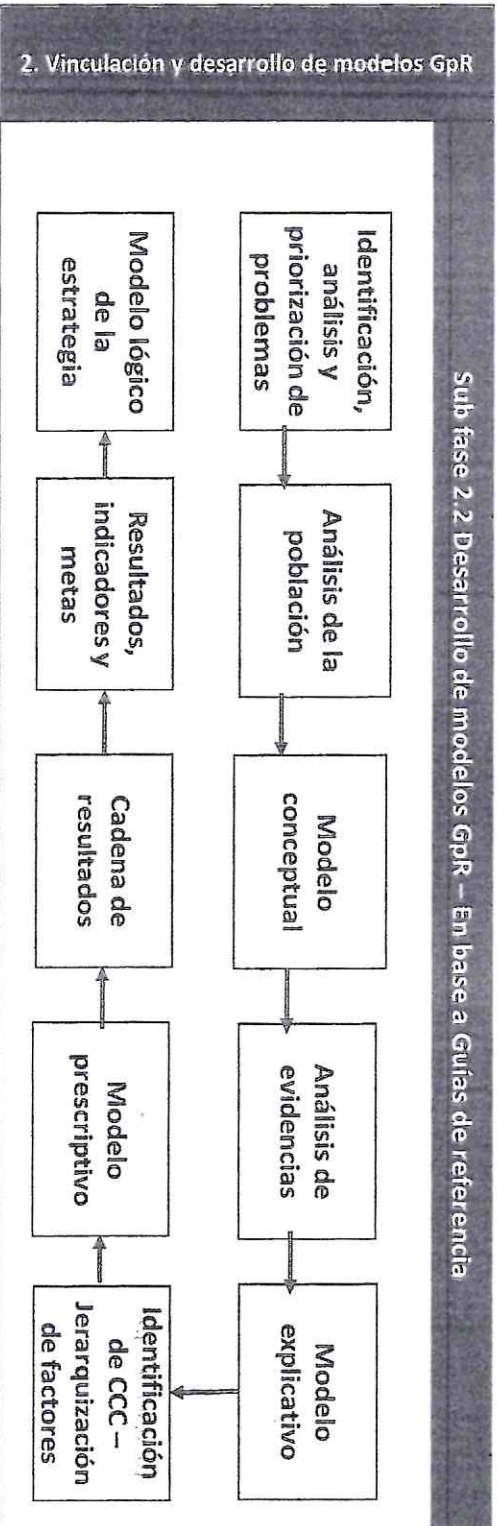 Sub fase 2.2 Desarrollo de modelos GpR – En base a Guías de referencia
2. Vinculación y desarrollo de modelos GpR
Identificación,
análisis y
priorización de
problemas
Análisis de la
población
Modelo
conceptual
Análisis de
evidencias
Modelo
explicativo
Identificación
de CCC –
Jerarquización
de factores
Modelo
prescriptivo
Cadena de
resultados
Resultados,
indicadores y
metas
Modelo lógico
de la
estrategia